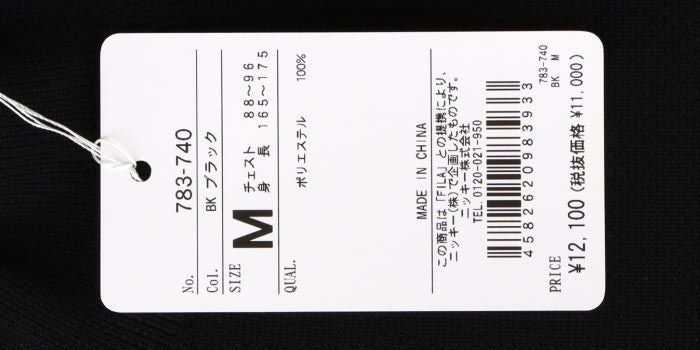 No. 783-740
Col. BK ブラック
SIZE M チェスト 88～96
身長 165～175
QUAL. ポリエステル 100%
MADE IN CHINA
この商品は「FILA」との提携により、
ニッキー(株)で企画したものです。
ニッキー株式会社
TEL.0120-021-950
4582620983933
783-740
BK M
PRICE ¥12,100(税抜価格 ¥11,000)